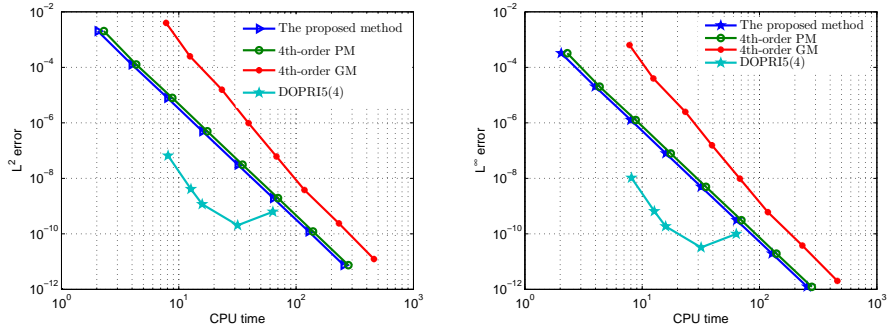 10^-2
10^-4
10^-6
10^-8
10^-10
10^-12
L^2 error
10^0
10^1
10^2
10^3
CPU time
The proposed method
4th-order PM
4th-order GM
DOPRI5(4)
10^-2
10^-4
10^-6
10^-8
10^-10
10^-12
L^∞ error
10^0
10^1
10^2
10^3
CPU time
The proposed method
4th-order PM
4th-order GM
DOPRI5(4)